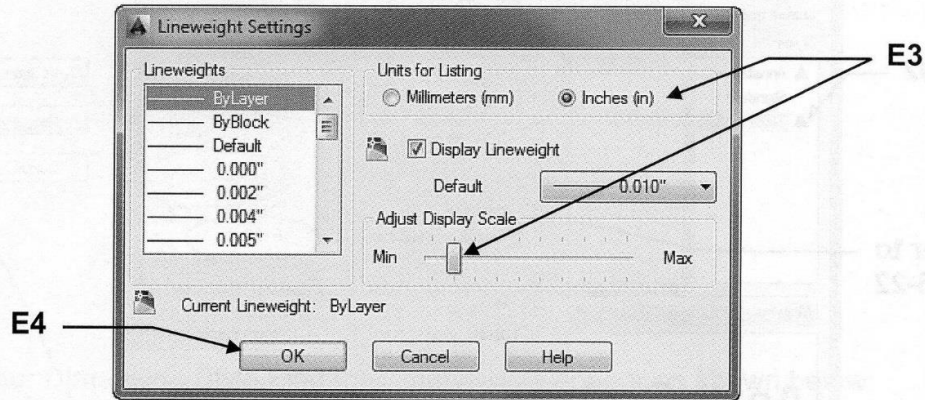 Lineweight Settings
E3
Lineweights
ByLayer
ByBlock
Default
0.000"
0.002"
0.004"
0.005"
Units for Listing
Millimeters (mm)
Inches (in)
Display Lineweight
Default
0.010"
Adjust Display Scale
Min
Max
Current Lineweight: ByLayer
E4
OK
Cancel
Help